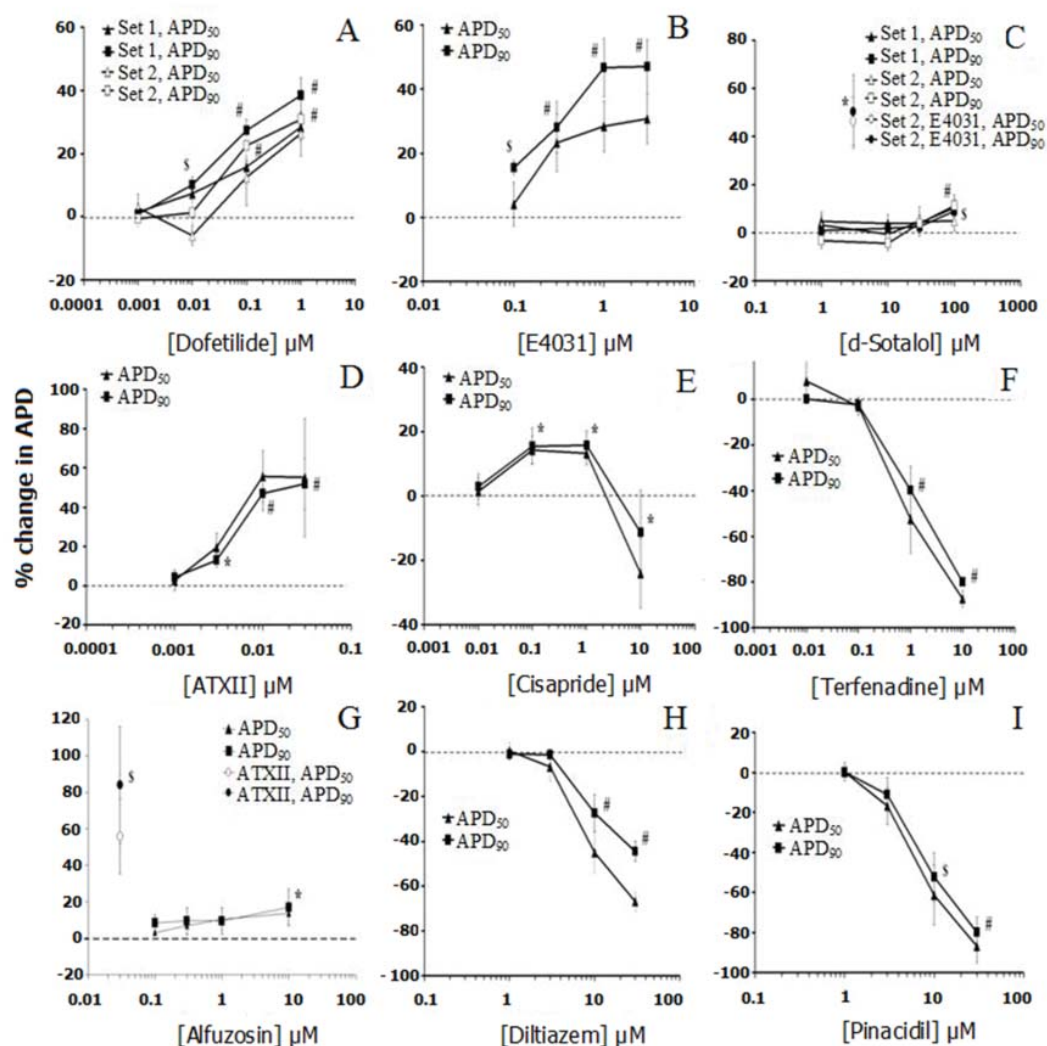 % change in APD
A
Set 1, APD50
Set 1, APD90
Set 2, APD50
Set 2, APD90
60
40
20
0
-20
$
#
#
#
#
0.0001 0.001 0.01 0.1 1 10
[Dofetilide] µM
B
APD50
APD90
60
40
20
0
-20
$
#
#
#
0.01 0.1 1 10
[E4031] µM
C
Set 1, APD50
Set 1, APD90
Set 2, APD50
Set 2, APD90
Set 2, E4031, APD50
Set 2, E4031, APD90
80
60
40
20
0
-20
*
#
$
0.1 1 10 100 1000
[d-Sotalol] µM
D
APD50
APD90
100
80
60
40
20
0
-20
*
#
#
0.0001 0.001 0.01 0.1
[ATXII] µM
E
APD50
APD90
40
20
0
-20
-40
*
*
*
0.001 0.01 0.1 1 10 100
[Cisapride] µM
F
APD50
APD90
0
-20
-40
-60
-80
-100
#
#
0.001 0.01 0.1 1 10 100
[Terfenadine] µM
G
APD50
APD90
ATXII, APD50
ATXII, APD90
120
100
80
60
40
20
0
-20
$
*
0.01 0.1 1 10 100
[Alfuzosin] µM
H
APD50
APD90
20
0
-20
-40
-60
-80
-100
#
#
0.1 1 10 100
[Diltiazem] µM
I
APD50
APD90
20
0
-20
-40
-60
-80
-100
$
#
0.1 1 10 100
[Pinacidil] µM